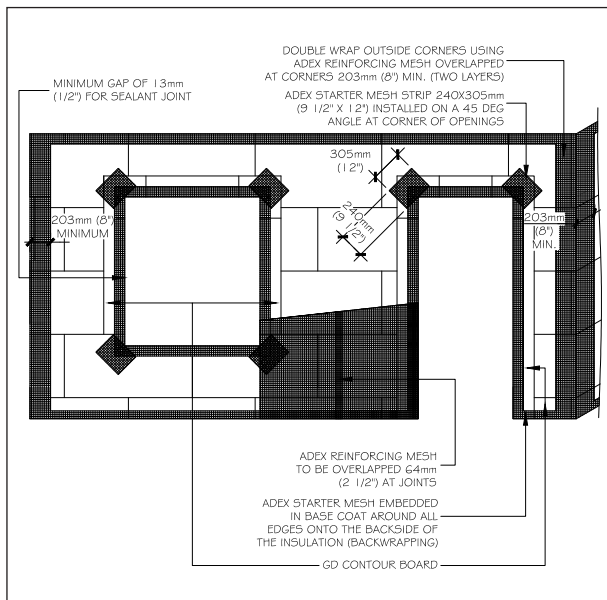 DOUBLE WRAP OUTSIDE CORNERS USING
ADEX REINFORCING MESH OVERLAPPED
AT CORNERS 203mm (8") MIN. (TWO LAYERS)
MINIMUM GAP OF 13mm
(1/2") FOR SEALANT JOINT
ADEX STARTER MESH STRIP 240X305mm
(9 1/2" X 12") INSTALLED ON A 45 DEG
ANGLE AT CORNER OF OPENINGS
305mm
(12")
240mm
(9 1/2")
203mm (8")
MINIMUM
203mm
(8")
MIN.
ADEX REINFORCING MESH
TO BE OVERLAPPED 64mm
(2 1/2") AT JOINTS
ADEX STARTER MESH EMBEDDED
IN BASE COAT AROUND ALL
EDGES ONTO THE BACKSIDE OF
THE INSULATION (BACKWRAPPING)
GD CONTOUR BOARD